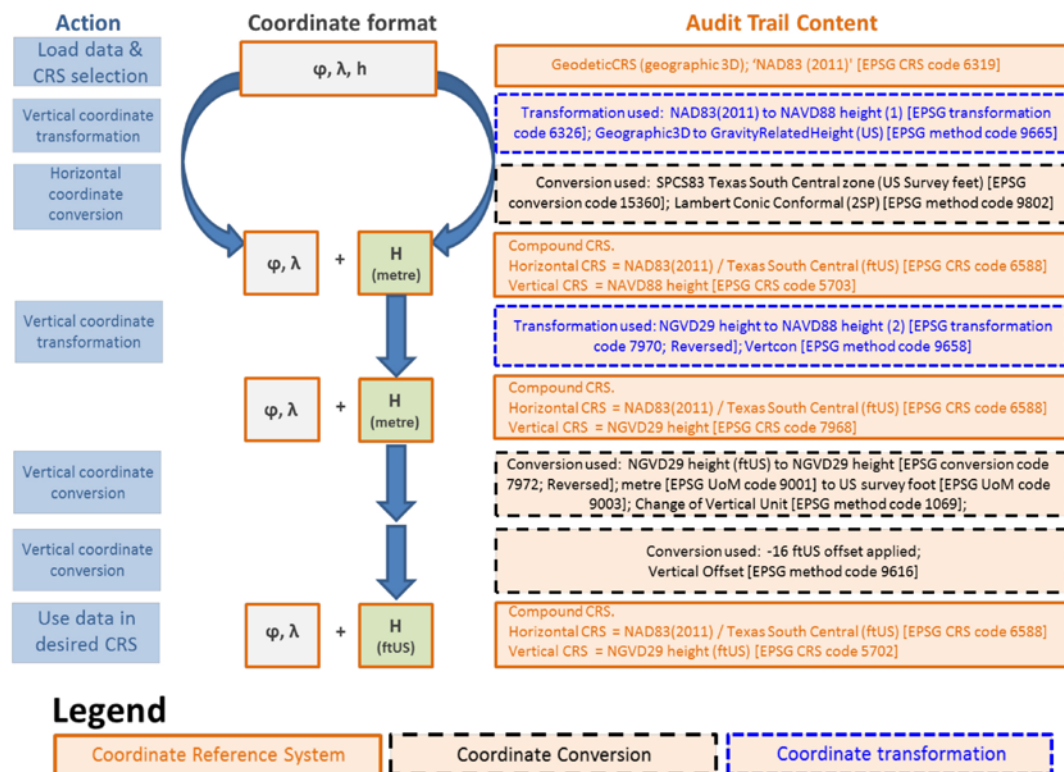 Action
Coordinate format
Audit Trail Content
Load data &
CRS selection
φ, λ, h
GeodeticCRS (geographic 3D); 'NAD83 (2011)' [EPSG CRS code 6319]
Vertical coordinate
transformation
Transformation used: NAD83(2011) to NAVD88 height (1) [EPSG transformation
code 6326]; Geographic3D to GravityRelatedHeight (US) [EPSG method code 9665]
Horizontal
coordinate
conversion
Conversion used: SPCS83 Texas South Central zone (US Survey feet) [EPSG
conversion code 15360]; Lambert Conic Conformal (2SP) [EPSG method code 9802]
φ, λ
+
H
(metre)
Compound CRS.
Horizontal CRS = NAD83(2011) / Texas South Central (ftUS) [EPSG CRS code 6588]
Vertical CRS = NAVD88 height [EPSG CRS code 5703]
Vertical coordinate
transformation
Transformation used: NGVD29 height to NAVD88 height (2) [EPSG transformation
code 7970; Reversed]; Vertcon [EPSG method code 9658]
φ, λ
+
H
(metre)
Compound CRS.
Horizontal CRS = NAD83(2011) / Texas South Central (ftUS) [EPSG CRS code 6588]
Vertical CRS = NGVD29 height [EPSG CRS code 7968]
Vertical coordinate
conversion
Conversion used: NGVD29 height (ftUS) to NGVD29 height [EPSG conversion code
7972; Reversed]; metre [EPSG UoM code 9001] to US survey foot [EPSG UoM code
9003]; Change of Vertical Unit [EPSG method code 1069];
Vertical coordinate
conversion
Conversion used: -16 ftUS offset applied;
Vertical Offset [EPSG method code 9616]
Use data in
desired CRS
φ, λ
+
H
(ftUS)
Compound CRS.
Horizontal CRS = NAD83(2011) / Texas South Central (ftUS) [EPSG CRS code 6588]
Vertical CRS = NGVD29 height (ftUS) [EPSG CRS code 5702]
Legend
Coordinate Reference System
Coordinate Conversion
Coordinate transformation